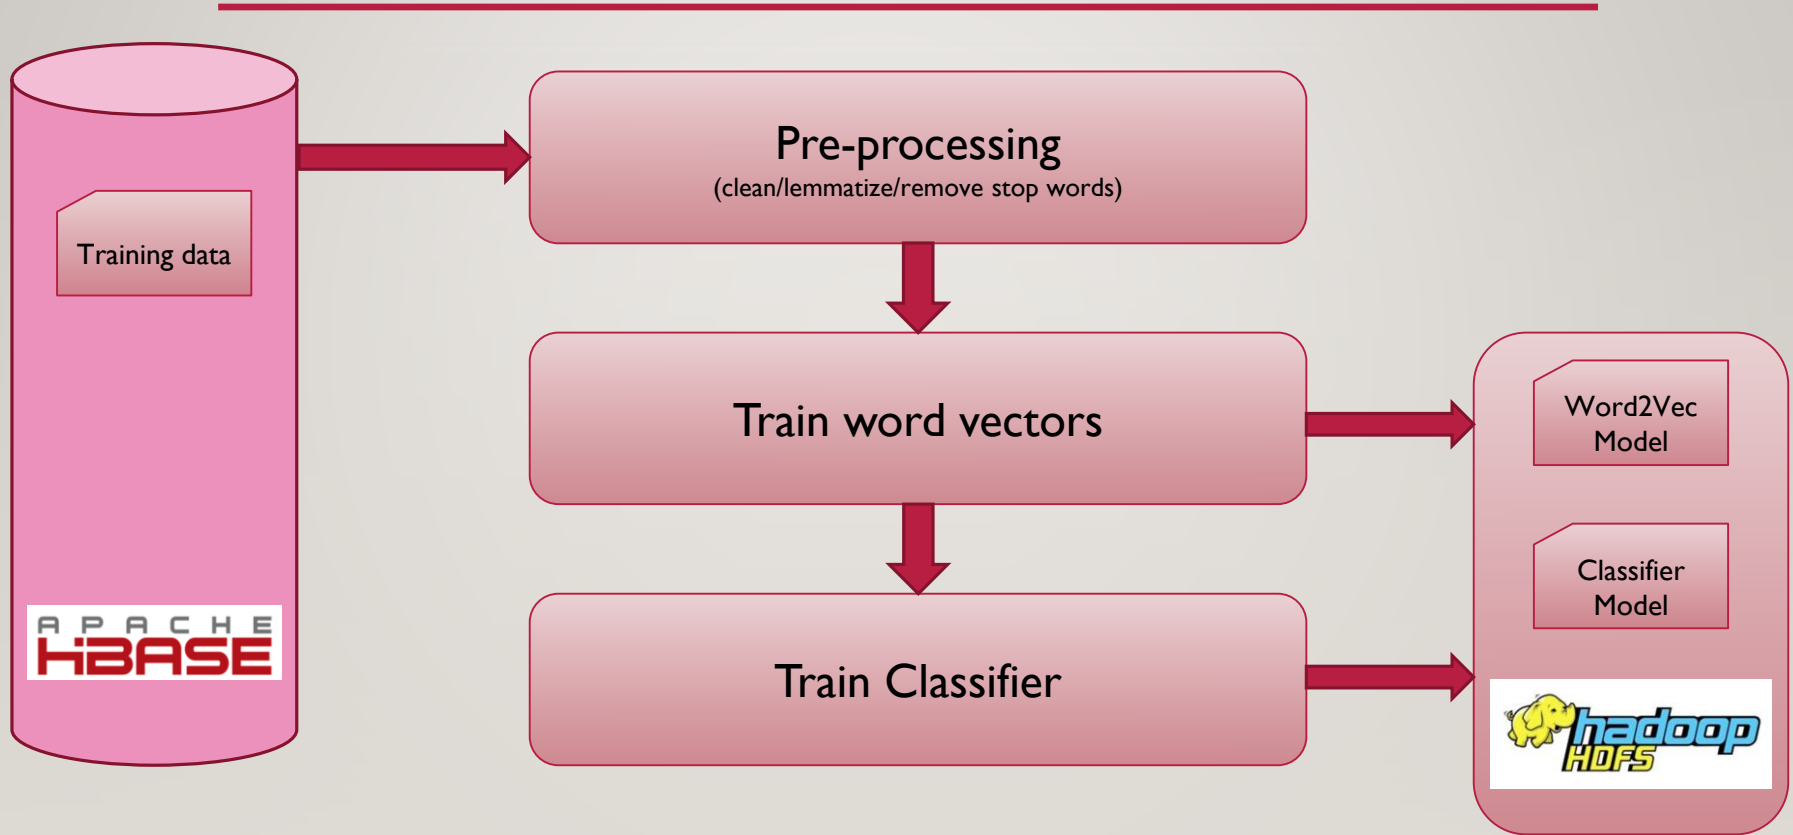 Training data
APACHE
HBASE
Pre-processing
(clean/lemmatize/remove stop words)
Train word vectors
Train Classifier
Word2Vec
Model
Classifier
Model
hadoop
HDFS